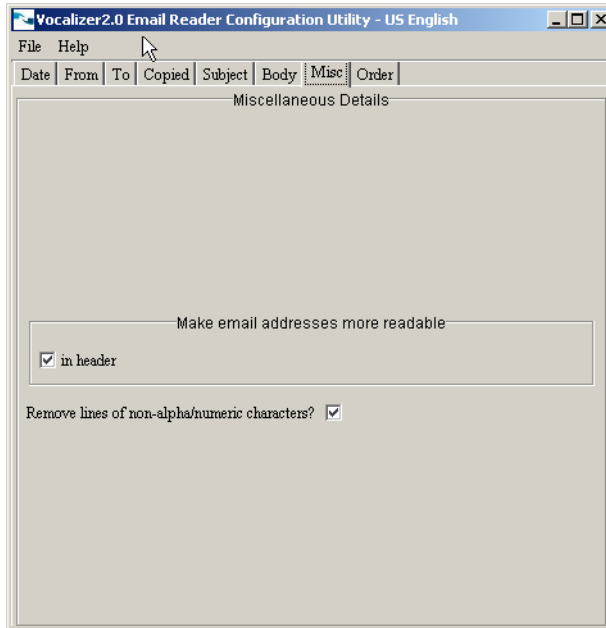 Vocalizer2.0 Email Reader Configuration Utility - US English
File Help
Date From To Copied Subject Body Misc Order
Miscellaneous Details
Make email addresses more readable
in header
Remove lines of non-alpha/numeric characters?